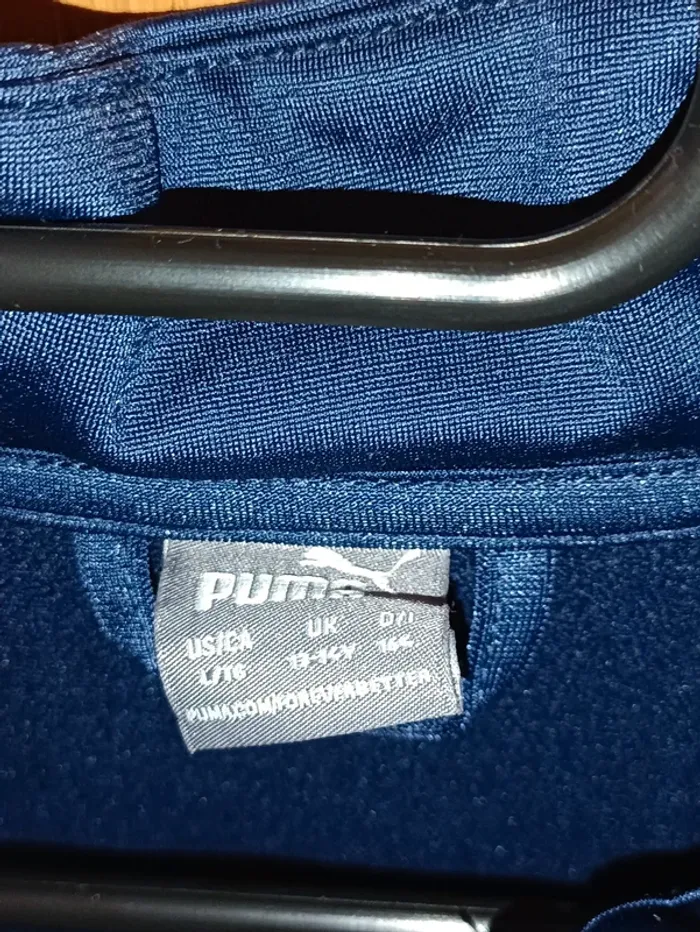 PUMA
US/CA UK D/I
L/TG 13-14Y 164
PUMA.COM/FOREVERBETTER